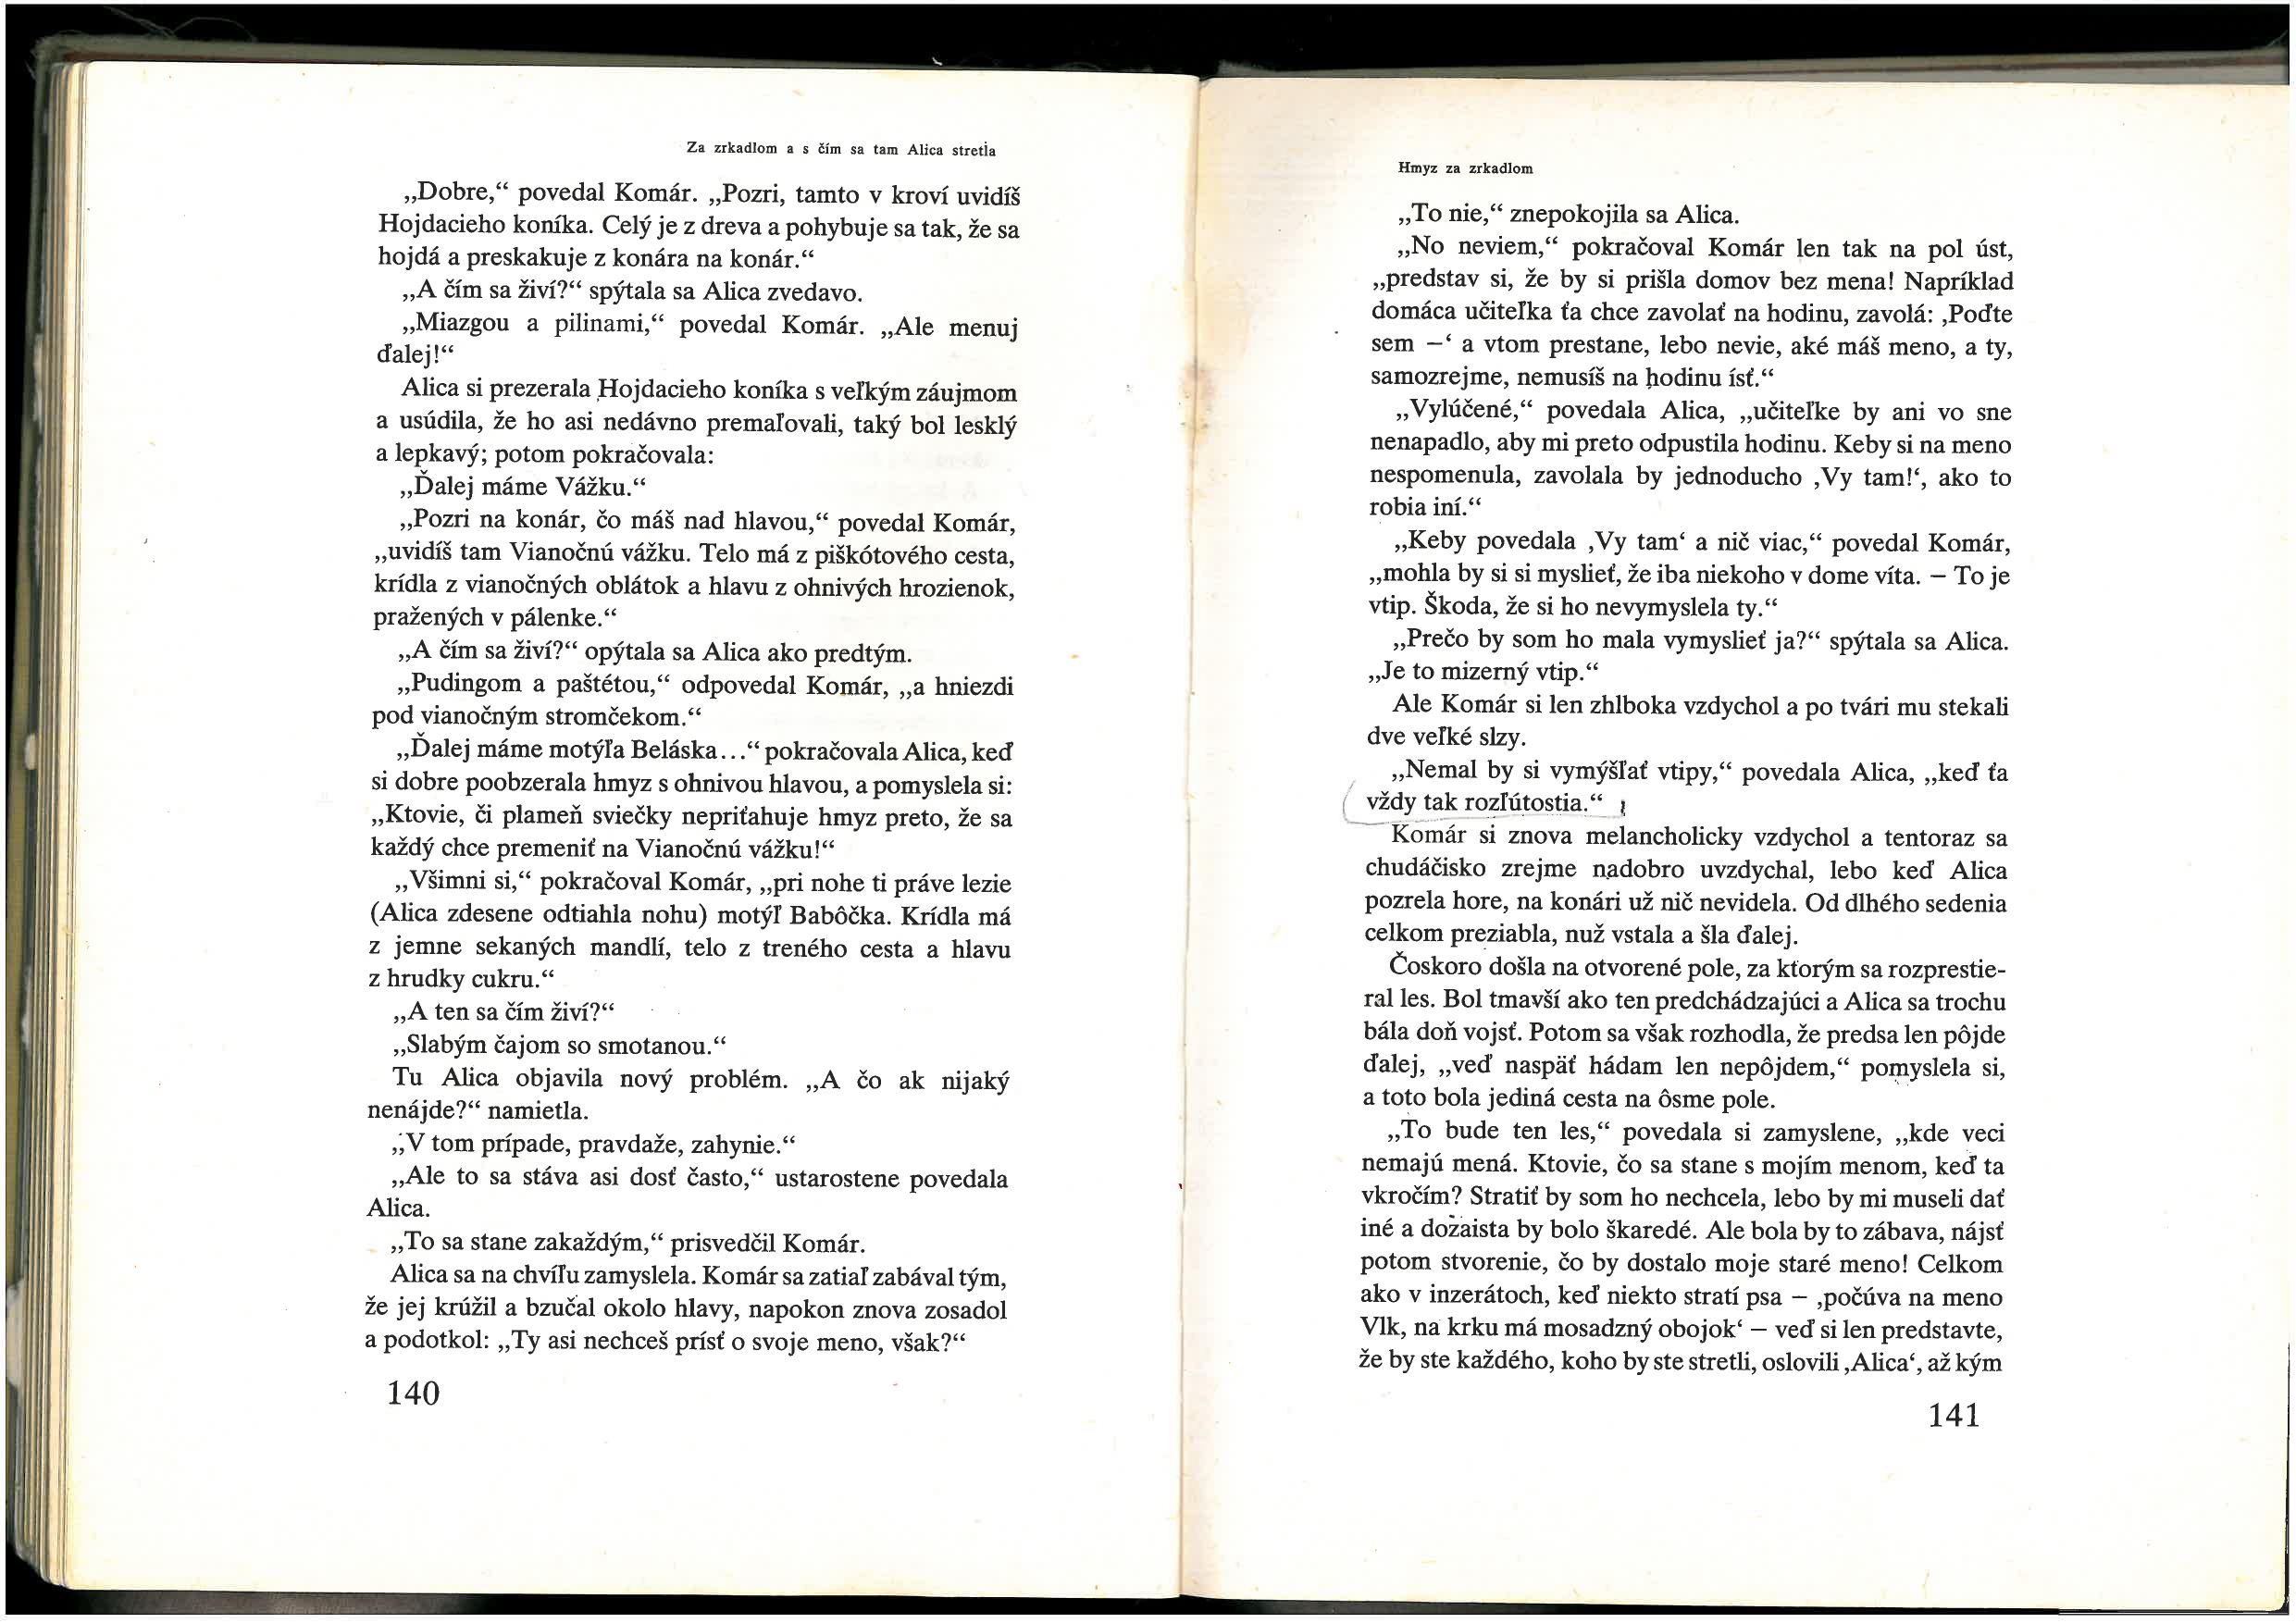 Za zrkadlom a s čím sa tam Alica stretla
„Dobre,“ povedal Komár. „Pozri, tamto v kroví uvidíš
Hojdacieho koníka. Celý je z dreva a pohybuje sa tak, že sa
hojdá a preskakuje z konára na konár.“
„A čím sa živí?“ spýtala sa Alica zvedavo.
„Miazgou a pilinami,“ povedal Komár. „Ale menuj
ďalej!“
Alica si prezerala Hojdacieho koníka s veľkým záujmom
a usúdila, že ho asi nedávno premaľovali, taký bol lesklý
a lepkavý; potom pokračovala:
„Ďalej máme Vážku.“
„Pozri na konár, čo máš nad hlavou,“ povedal Komár,
„uvidíš tam Vianočnú vážku. Telo má z piškótového cesta,
krídla z vianočných oblátok a hlavu z ohnivých hrozienok,
pražených v pálenke.“
„A čím sa živí?“ opýtala sa Alica ako predtým.
„Pudingom a paštétou,“ odpovedal Komár, „a hniezdi
pod vianočným stromčekom.“
„Ďalej máme motýľa Beláska...“ pokračovala Alica, keď
si dobre poobzerala hmyz s ohnivou hlavou, a pomyslela si:
„Ktovie, či plameň sviečky nepriťahuje hmyz preto, že sa
každý chce premeniť na Vianočnú vážku!“
„Všimni si,“ pokračoval Komár, „pri nohe ti práve lezie
(Alica zdesene odtiahla nohu) motýľ Babôčka. Krídla má
z jemne sekaných mandlí, telo z treného cesta a hlavu
z hrudky cukru.“
„A ten sa čím živí?“
„Slabým čajom so smotanou.“
Tu Alica objavila nový problém. „A čo ak nijaký
nenájde?“ namietla.
„V tom prípade, pravdaže, zahynie.“
„Ale to sa stáva asi dosť často,“ ustarostene povedala
Alica.
„To sa stane zakaždým,“ prisvedčil Komár.
Alica sa na chvíľu zamyslela. Komár sa zatiaľ zabával tým,
že jej krúžil a bzučal okolo hlavy, napokon znova zosadol
a podotkol: „Ty asi nechceš prísť o svoje meno, však?“
140
Hmyz za zrkadlom
„To nie,“ znepokojila sa Alica.
„No neviem,“ pokračoval Komár len tak na pol úst,
„predstav si, že by si prišla domov bez mena! Napríklad
domáca učiteľka ťa chce zavolať na hodinu, zavolá: ‚Poďte
sem –‘ a vtom prestane, lebo nevie, aké máš meno, a ty,
samozrejme, nemusíš na hodinu ísť.“
„Vylúčené,“ povedala Alica, „učiteľke by ani vo sne
nenapadlo, aby mi preto odpustila hodinu. Keby si na meno
nespomenula, zavolala by jednoducho ‚Vy tam!‘, ako to
robia iní.“
„Keby povedala ‚Vy tam‘ a nič viac,“ povedal Komár,
„mohla by si si myslieť, že iba niekoho v dome víta. – To je
vtip. Škoda, že si ho nevymyslela ty.“
„Prečo by som ho mala vymyslieť ja?“ spýtala sa Alica.
„Je to mizerný vtip.“
Ale Komár si len zhlboka vzdychol a po tvári mu stekali
dve veľké slzy.
„Nemal by si vymýšľať vtipy,“ povedala Alica, „keď ťa
vždy tak rozľútostia.“
Komár si znova melancholicky vzdychol a tentoraz sa
chudáčisko zrejme nadobro uvzdychal, lebo keď Alica
pozrela hore, na konári už nič nevidela. Od dlhého sedenia
celkom preziabla, nuž vstala a šla ďalej.
Čoskoro došla na otvorené pole, za ktorým sa rozprestie-
ral les. Bol tmavší ako ten predchádzajúci a Alica sa trochu
bála doň vojsť. Potom sa však rozhodla, že predsa len pôjde
ďalej, „veď naspäť hádam len nepôjdem,“ pomyslela si,
a toto bola jediná cesta na ôsme pole.
„To bude ten les,“ povedala si zamyslene, „kde veci
nemajú mená. Ktovie, čo sa stane s mojím menom, keď ta
vkročím? Stratiť by som ho nechcela, lebo by mi museli dať
iné a dozaista by bolo škaredé. Ale bola by to zábava, nájsť
potom stvorenie, čo by dostalo moje staré meno! Celkom
ako v inzerátoch, keď niekto stratí psa – ‚počúva na meno
Vlk, na krku má mosadzný obojok‘ – veď si len predstavte,
že by ste každého, koho by ste stretli, oslovili ‚Alica‘, až kým
141